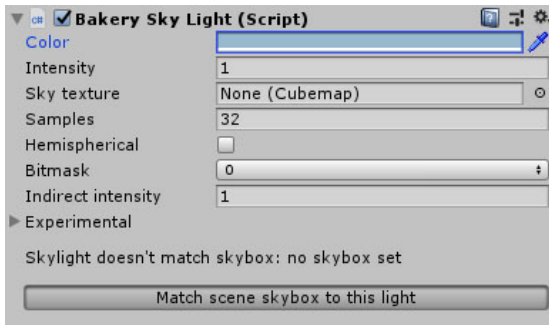 Bakery Sky Light (Script)
Color
Intensity 1
Sky texture None (Cubemap)
Samples 32
Hemispherical
Bitmask 0
Indirect intensity 1
Experimental
Skylight doesn't match skybox: no skybox set
Match scene skybox to this light